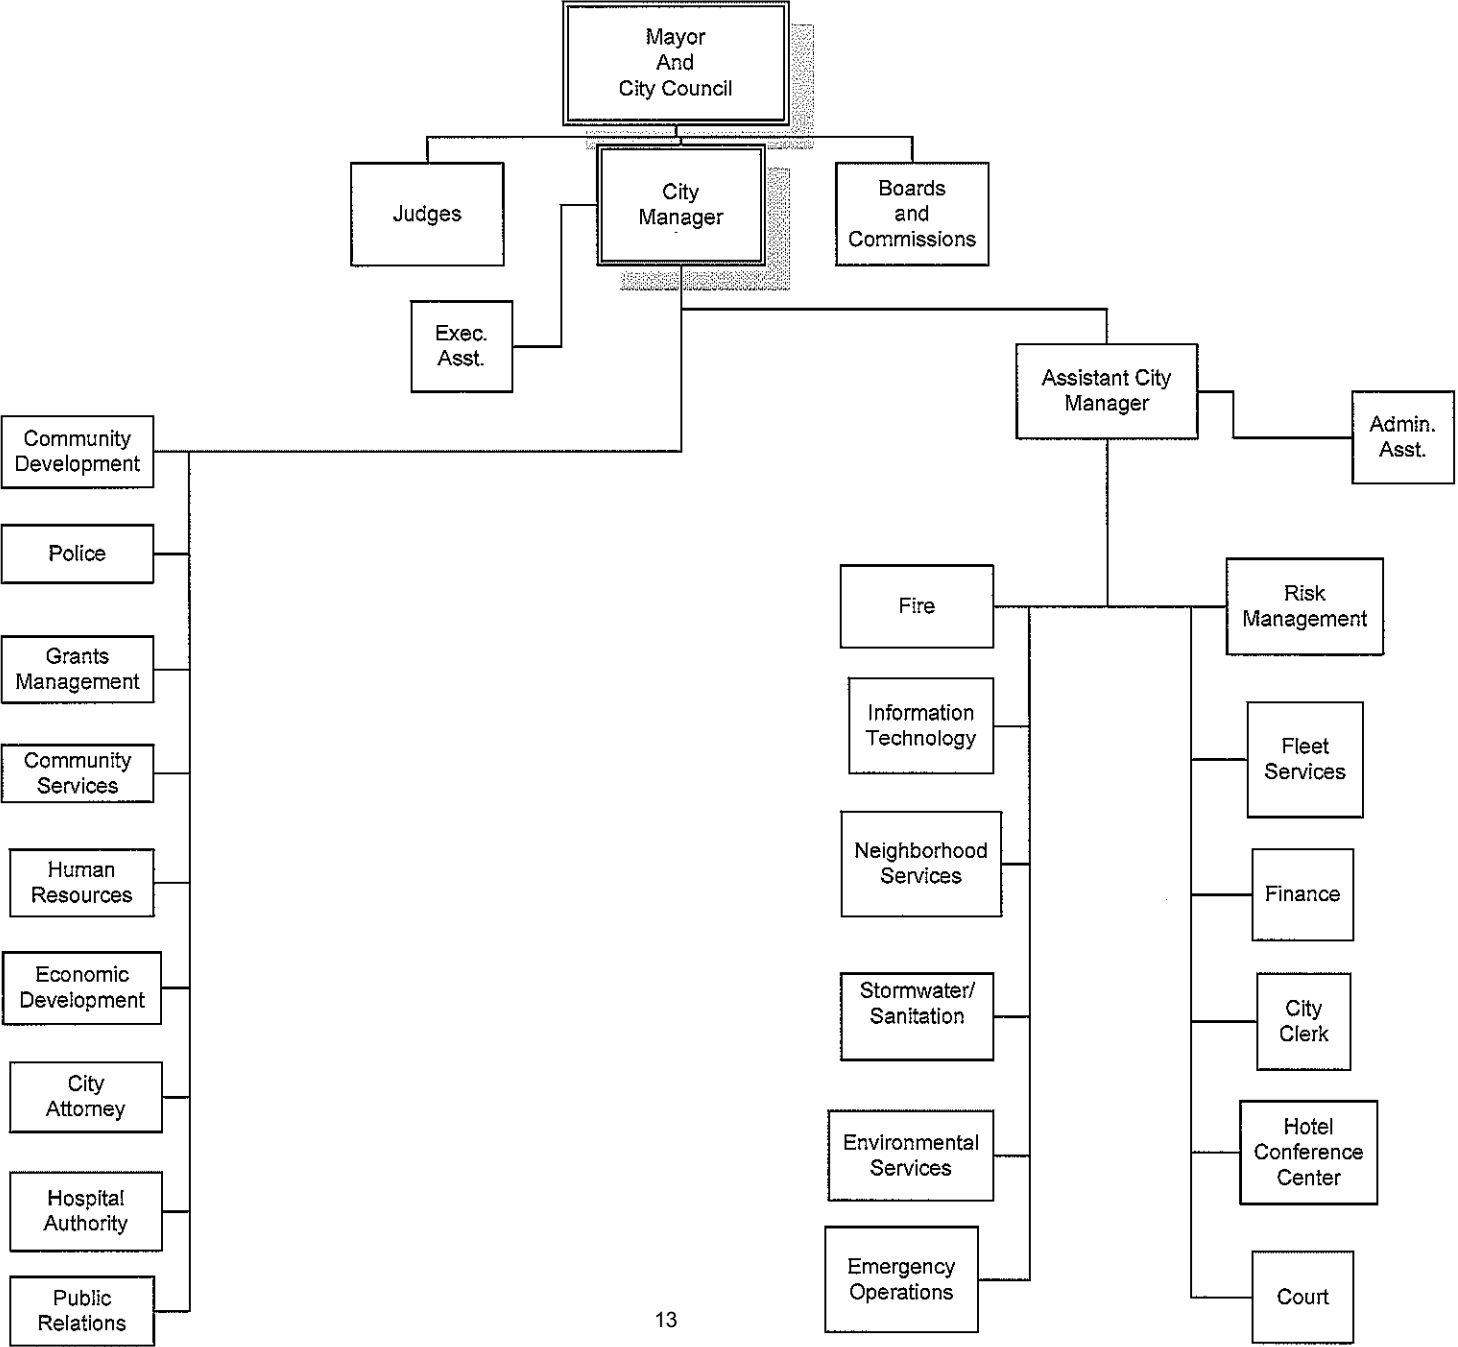 Mayor
And
City Council
Judges
City
Manager
Boards
and
Commissions
Exec.
Asst.
Assistant City
Manager
Admin.
Asst.
Community
Development
Police
Grants
Management
Community
Services
Human
Resources
Economic
Development
City
Attorney
Hospital
Authority
Public
Relations
Fire
Information
Technology
Neighborhood
Services
Stormwater/
Sanitation
Environmental
Services
Emergency
Operations
Risk
Management
Fleet
Services
Finance
City
Clerk
Hotel
Conference
Center
Court
13